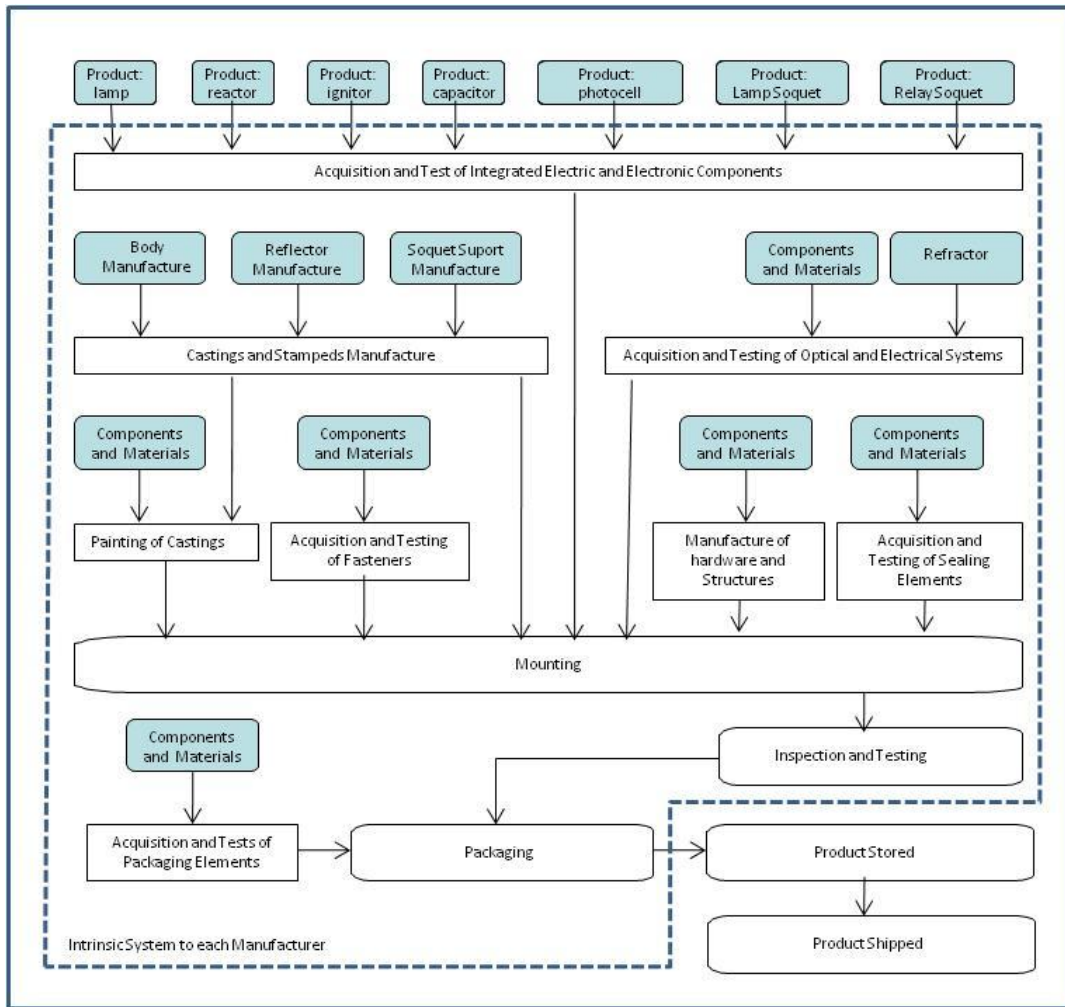 Product:
lamp
Product:
reactor
Product:
ignitor
Product:
capacitor
Product:
photocell
Product:
Lamp Soquet
Product:
Relay Soquet
Acquisition and Test of Integrated Electric and Electronic Components
Body
Manufacture
Reflector
Manufacture
Soquet Suport
Manufacture
Components
and Materials
Refractor
Castings and Stampeds Manufacture
Acquisition and Testing of Optical and Electrical Systems
Components
and Materials
Components
and Materials
Components
and Materials
Components
and Materials
Painting of Castings
Acquisition and Testing
of Fasteners
Manufacture of
hardware and
Structures
Acquisition and
Testing of Sealing
Elements
Mounting
Components
and Materials
Inspection and Testing
Acquisition and Tests of
Packaging Elements
Packaging
Product Stored
Intrinsic System to each Manufacturer
Product Shipped